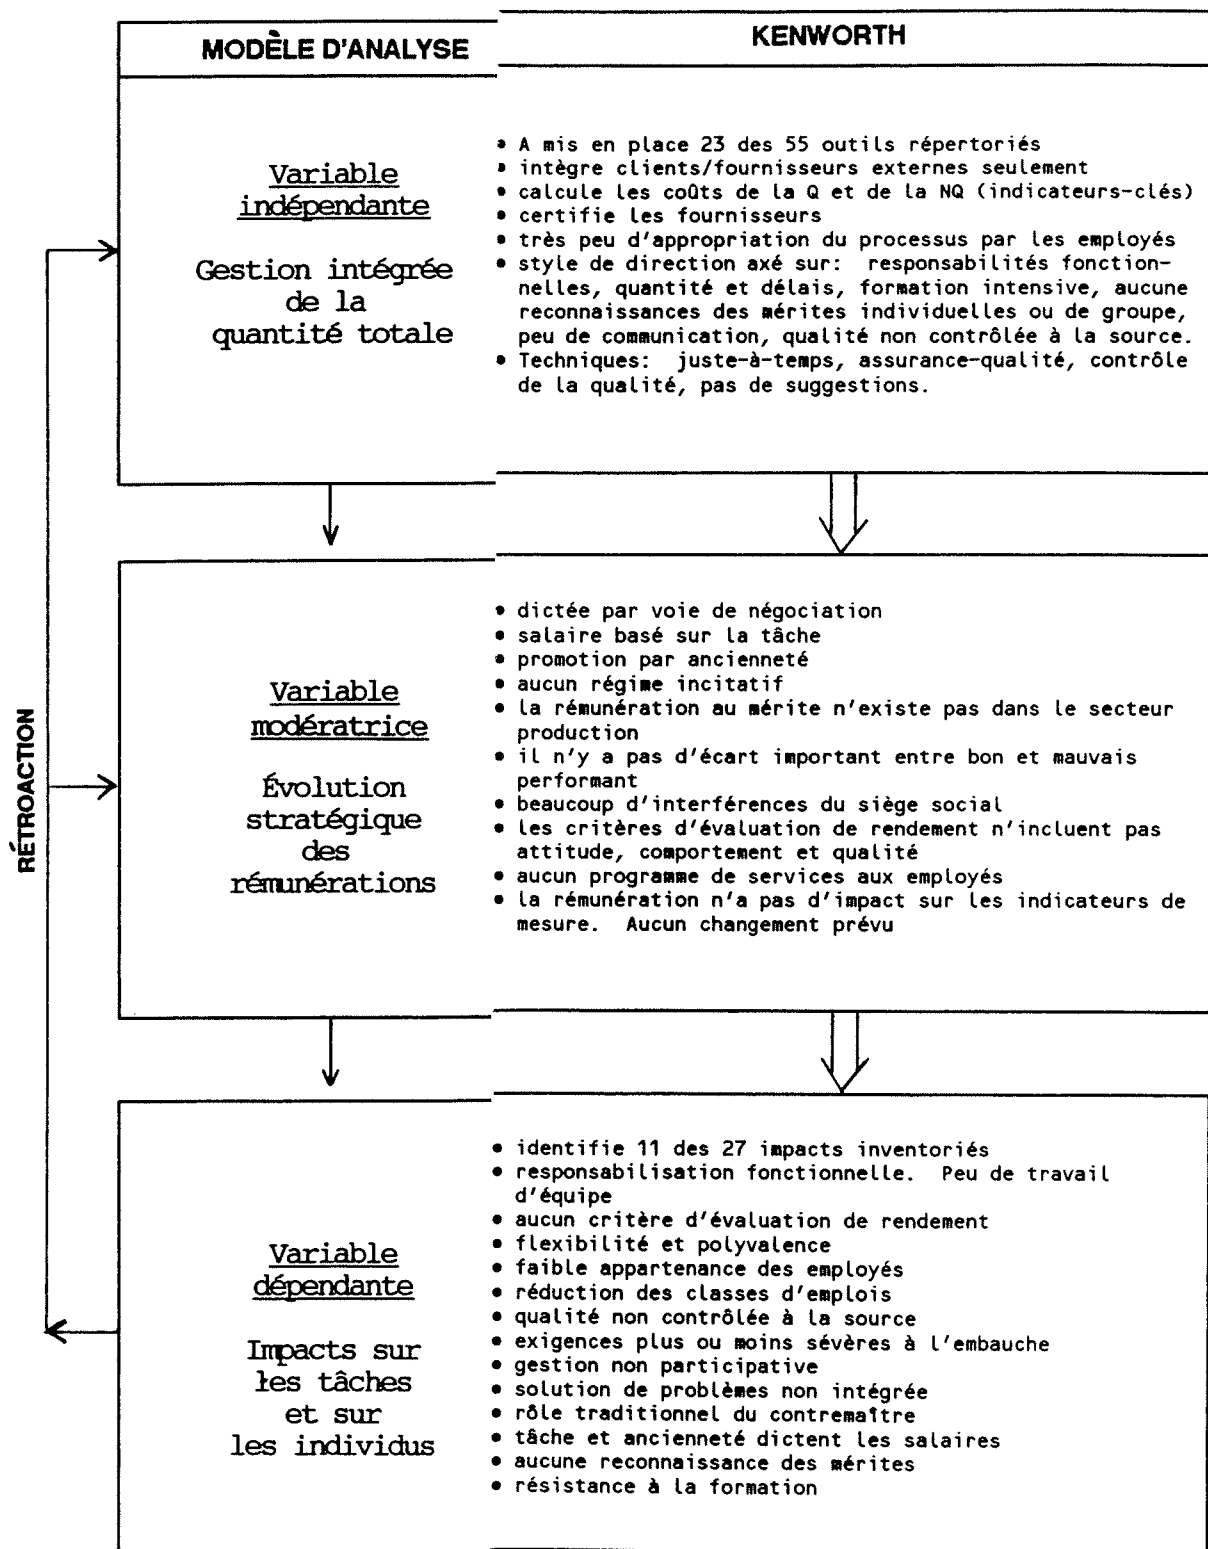 MODÈLE D'ANALYSE
KENWORTH
Variable
indépendante
Gestion intégrée
de la
quantité totale
• A mis en place 23 des 55 outils répertoriés
• intègre clients/fournisseurs externes seulement
• calcule les coûts de la Q et de la NQ (indicateurs-clés)
• certifie les fournisseurs
• très peu d'appropriation du processus par les employés
• style de direction axé sur: responsabilités fonction-
nelles, quantité et délais, formation intensive, aucune
reconnaissances des mérites individuelles ou de groupe,
peu de communication, qualité non contrôlée à la source.
• Techniques: juste-à-temps, assurance-qualité, contrôle
de la qualité, pas de suggestions.
RÉTROACTION
Variable
modératrice
Évolution
stratégique
des
rémunérations
• dictée par voie de négociation
• salaire basé sur la tâche
• promotion par ancienneté
• aucun régime incitatif
• la rémunération au mérite n'existe pas dans le secteur
production
• il n'y a pas d'écart important entre bon et mauvais
performant
• beaucoup d'interférences du siège social
• les critères d'évaluation de rendement n'incluent pas
attitude, comportement et qualité
• aucun programme de services aux employés
• la rémunération n'a pas d'impact sur les indicateurs de
mesure. Aucun changement prévu
Variable
dépendante
Impacts sur
les tâches
et sur
les individus
• identifie 11 des 27 impacts inventoriés
• responsabilisation fonctionnelle. Peu de travail
d'équipe
• aucun critère d'évaluation de rendement
• flexibilité et polyvalence
• faible appartenance des employés
• réduction des classes d'emplois
• qualité non contrôlée à la source
• exigences plus ou moins sévères à l'embauche
• gestion non participative
• solution de problèmes non intégrée
• rôle traditionnel du contremaître
• tâche et ancienneté dictent les salaires
• aucune reconnaissance des mérites
• résistance à la formation